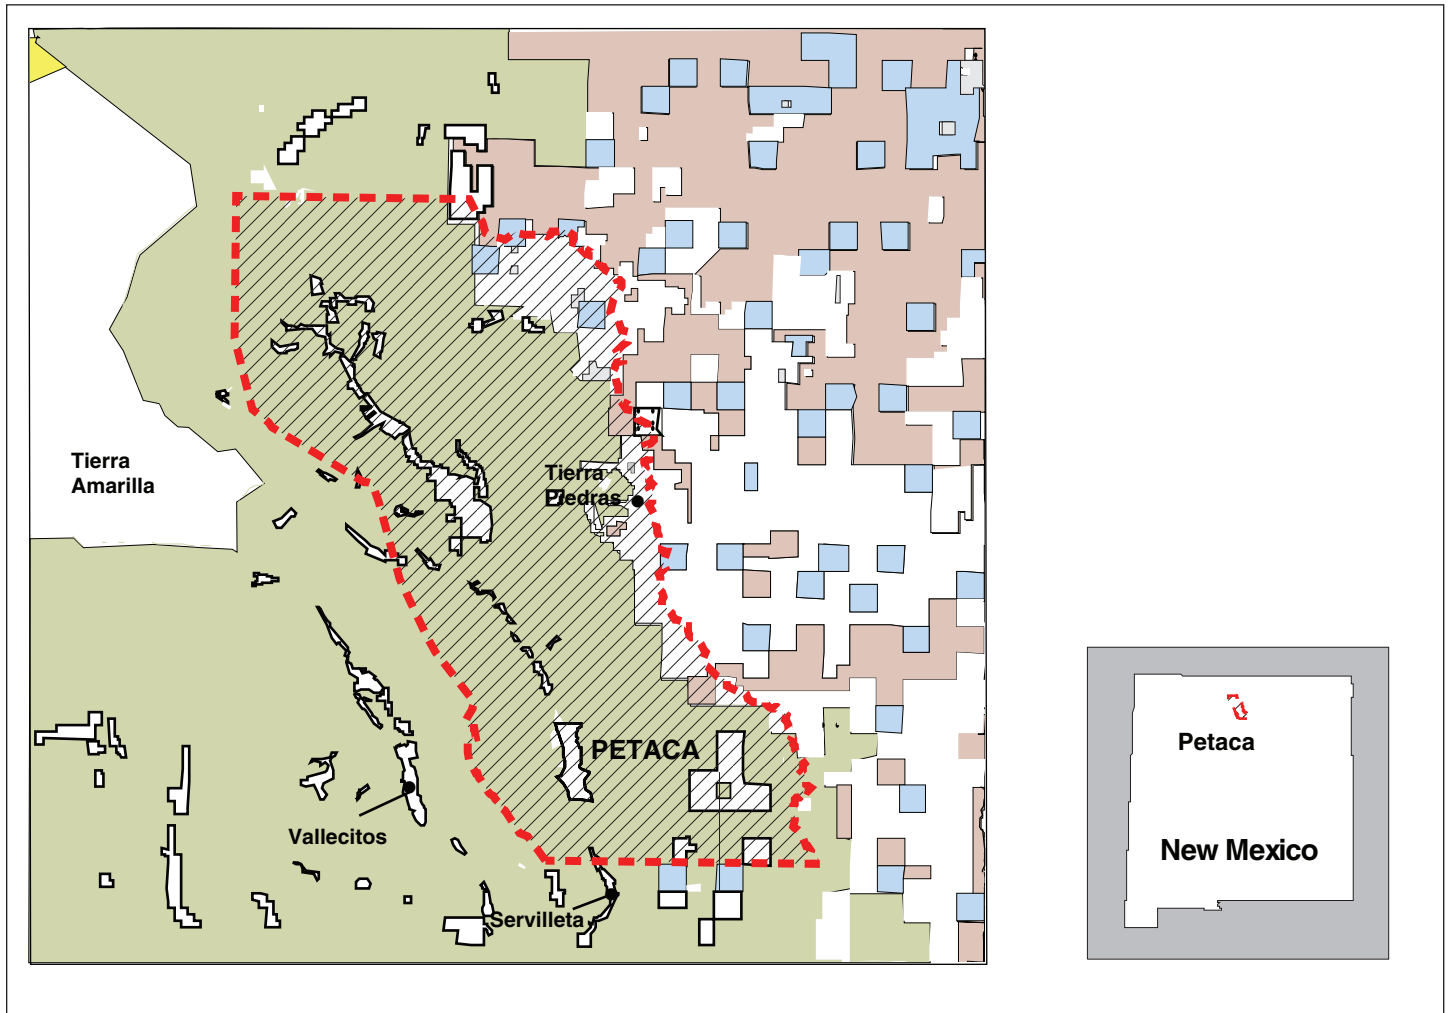 Tierra
Amarilla
Tierra
Piedras
PETACA
Vallecitos
Servilleta
Petaca
New Mexico